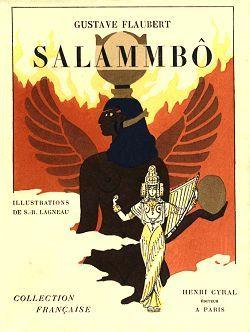 GUSTAVE FLAUBERT
SALAMMBÔ
ILLUSTRATIONS
DE S.-R. LAGNEAU
COLLECTION
FRANÇAISE
HENRI CYRAL
ÉDITEUR
A PARIS